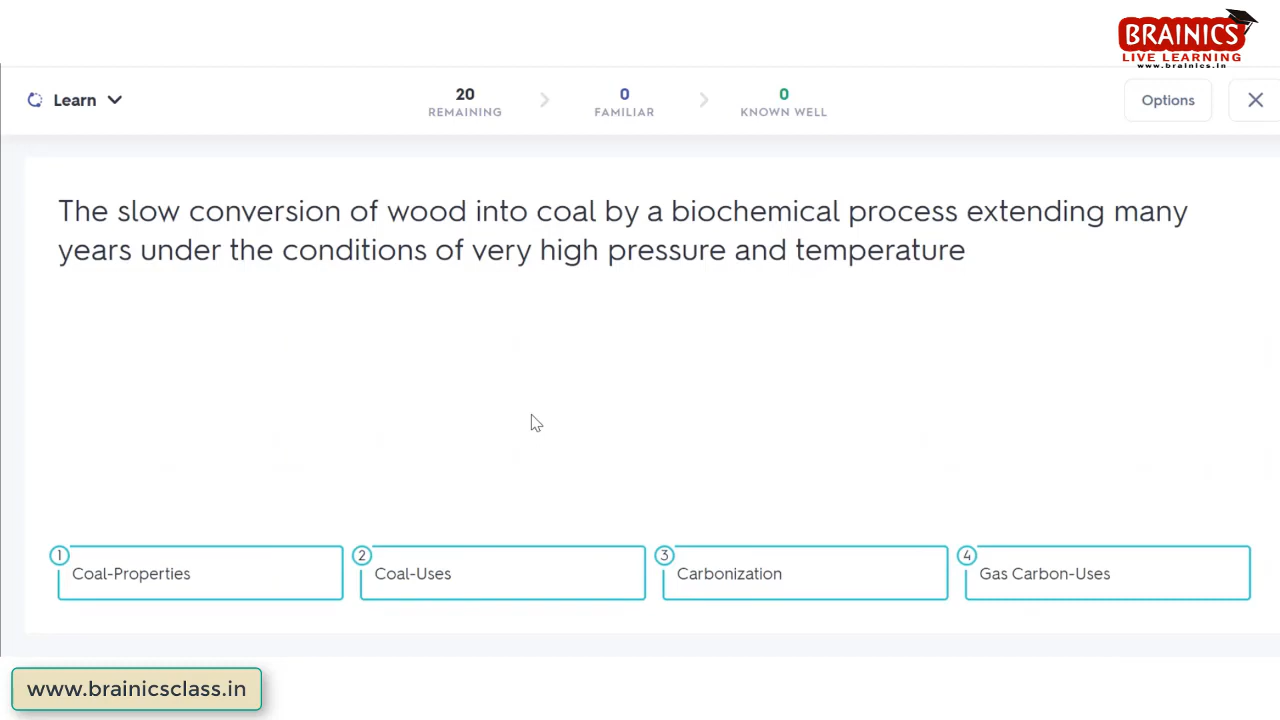 BRAINICS
LIVE LEARNING
www.brainics.in
Learn
20
REMAINING
0
FAMILIAR
0
KNOWN WELL
Options
The slow conversion of wood into coal by a biochemical process extending many
years under the conditions of very high pressure and temperature
1
Coal-Properties
2
Coal-Uses
3
Carbonization
4
Gas Carbon-Uses
www.brainicsclass.in